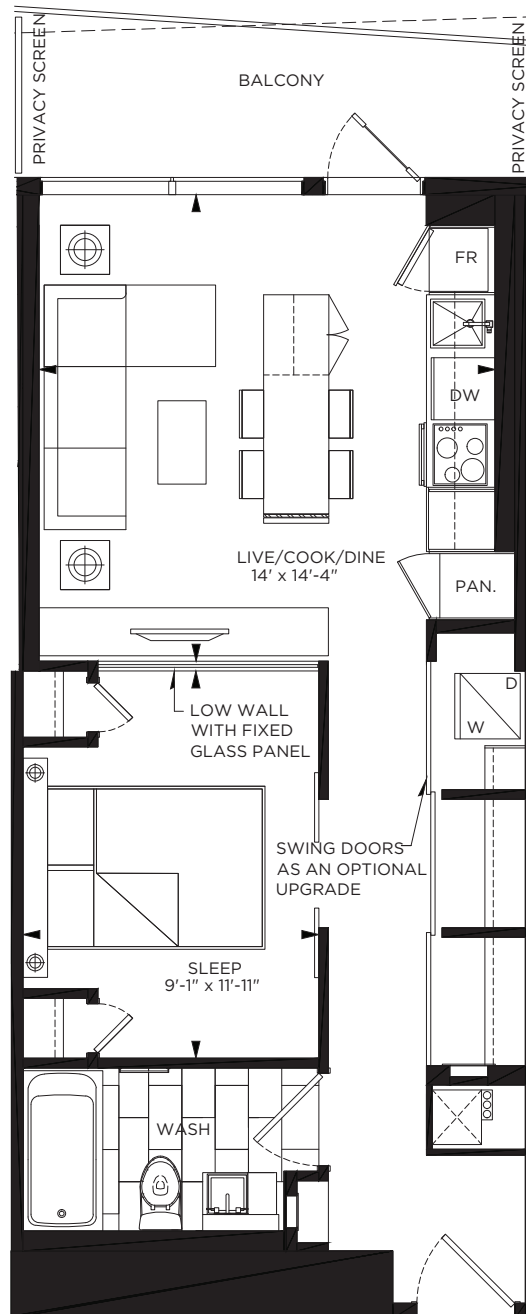 PRIVACY SCREEN
BALCONY
PRIVACY SCREEN
FR
DW
LIVE/COOK/DINE
14' x 14'-4"
PAN.
D
W
LOW WALL
WITH FIXED
GLASS PANEL
SWING DOORS
AS AN OPTIONAL
UPGRADE
SLEEP
9'-1" x 11'-11"
WASH